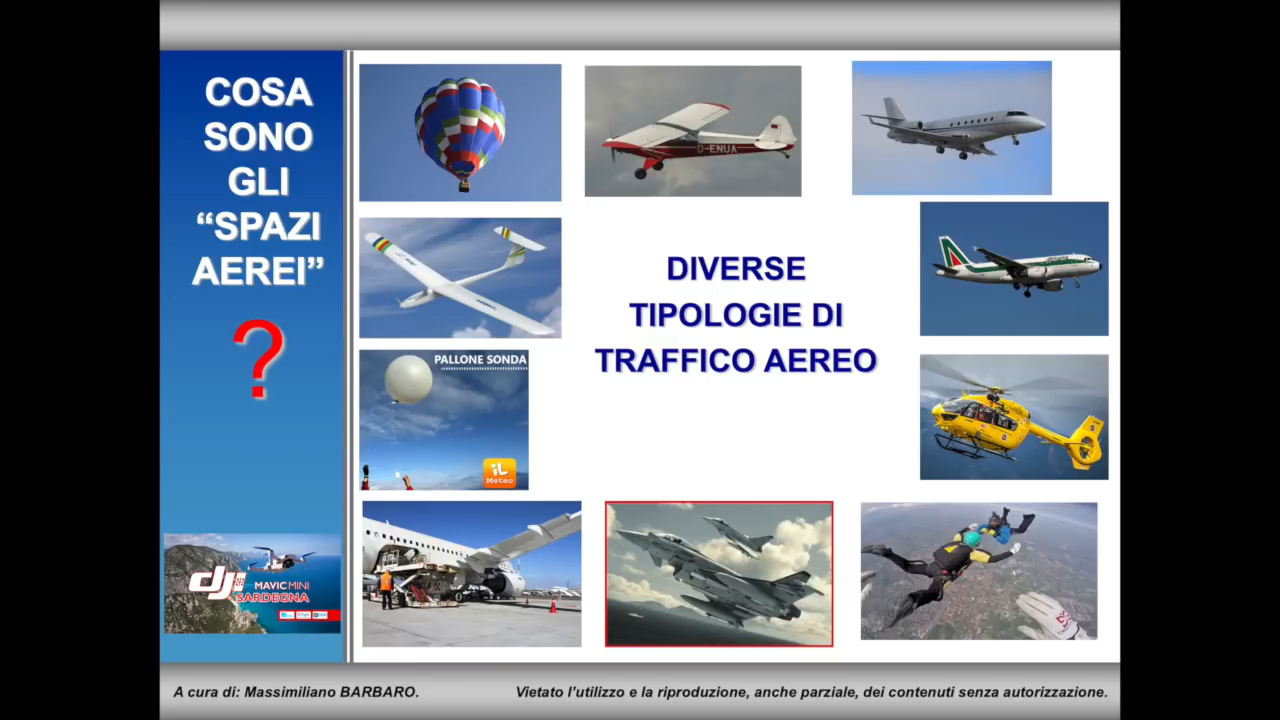 COSA
SONO
GLI
“SPAZI
AEREI”
?
DIVERSE
TIPOLOGIE DI
TRAFFICO AEREO
D-ENUA
PALLONE SONDA
iL
Meteo
dji
MAVIC MINI
SARDEGNA
A cura di: Massimiliano BARBARO.
Vietato l’utilizzo e la riproduzione, anche parziale, dei contenuti senza autorizzazione.